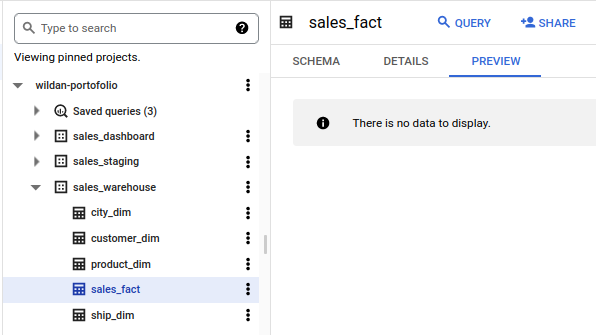 Type to search
Viewing pinned projects.
wildan-portofolio
Saved queries (3)
sales_dashboard
sales_staging
sales_warehouse
city_dim
customer_dim
product_dim
sales_fact
ship_dim
sales_fact
QUERY
SHARE
SCHEMA
DETAILS
PREVIEW
There is no data to display.